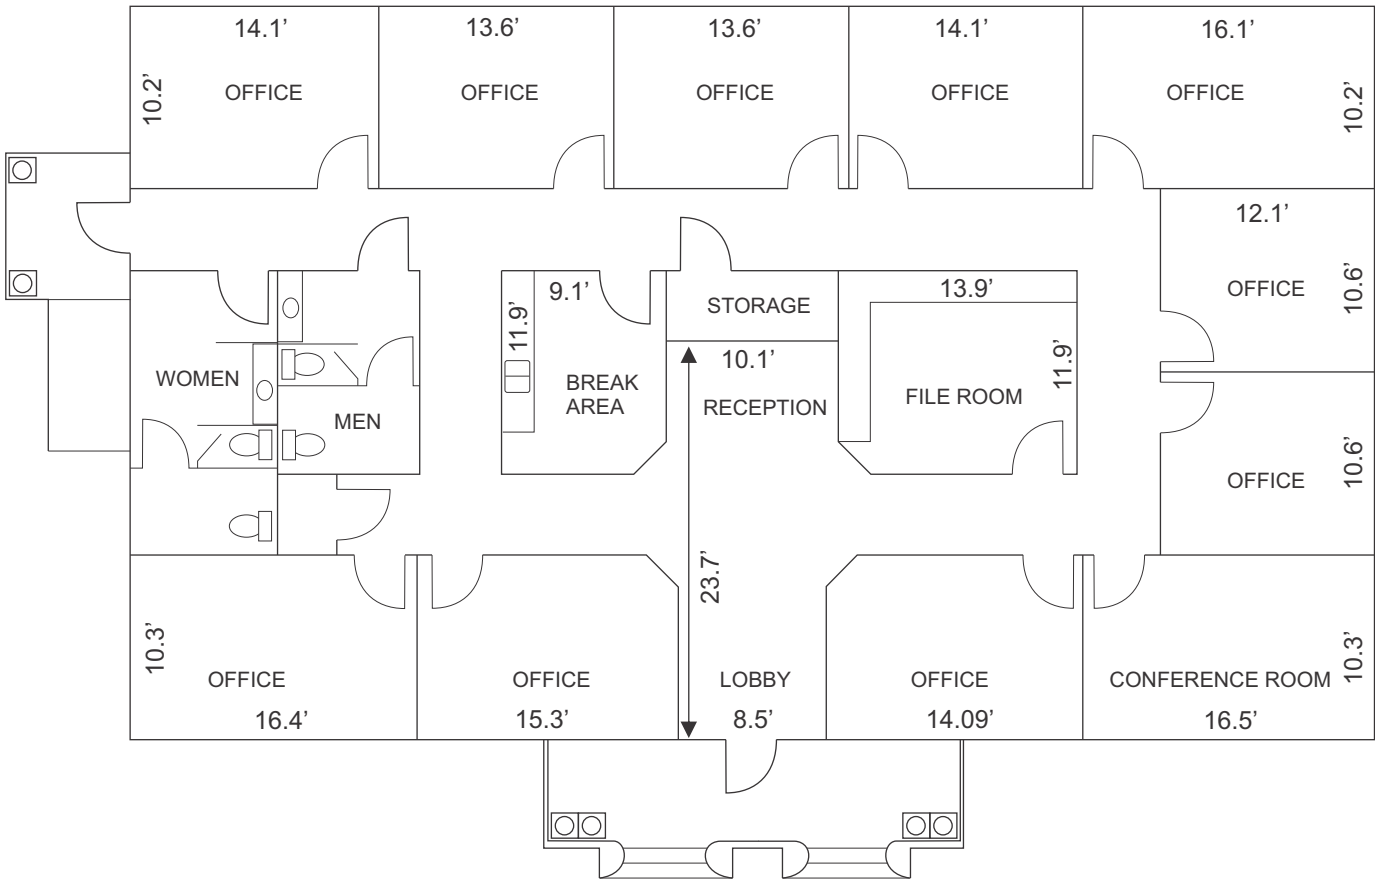 14.1’
13.6’
13.6’
14.1’
16.1’
10.2’
OFFICE
OFFICE
OFFICE
OFFICE
OFFICE
10.2’
12.1’
OFFICE
10.6’
9.1’
11.9’
STORAGE
13.9’
11.9’
10.1’
WOMEN
BREAK
AREA
RECEPTION
FILE ROOM
MEN
OFFICE
10.6’
23.7’
10.3’
OFFICE
16.4’
OFFICE
15.3’
LOBBY
8.5’
OFFICE
14.09’
CONFERENCE ROOM
16.5’
10.3’